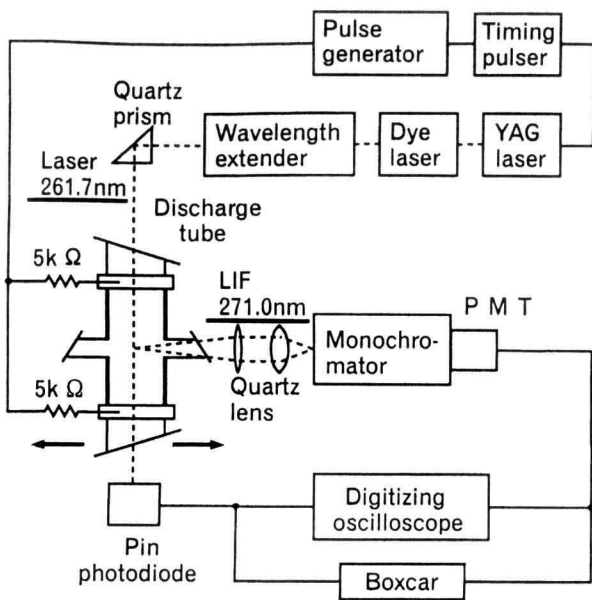 Pulse
generator
Timing
pulser
Quartz
prism
Wavelength
extender
Dye
laser
YAG
laser
Laser
261.7nm
Discharge
tube
5k Ω
LIF
271.0nm
P M T
Monochro-
mator
Quartz
lens
5k Ω
Digitizing
oscilloscope
Pin
photodiode
Boxcar